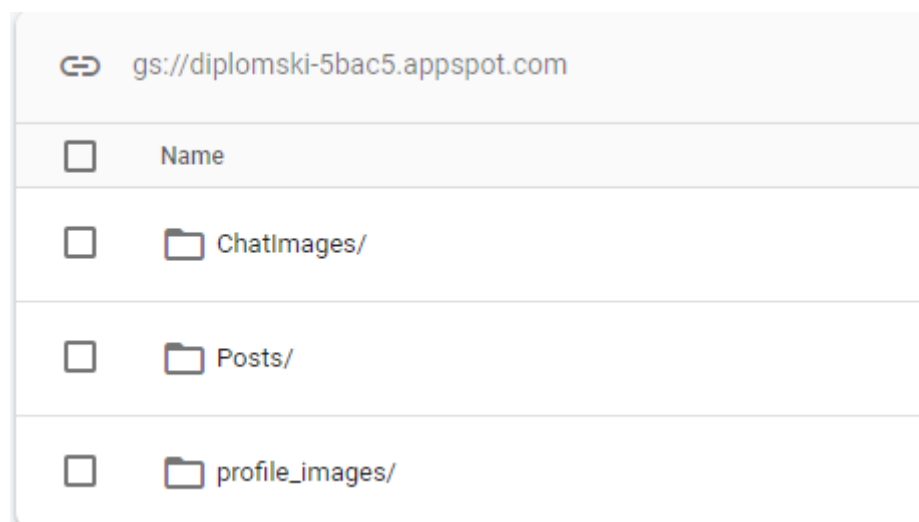 gs://diplomski-5bac5.appspot.com
Name
ChatImages/
Posts/
profile_images/